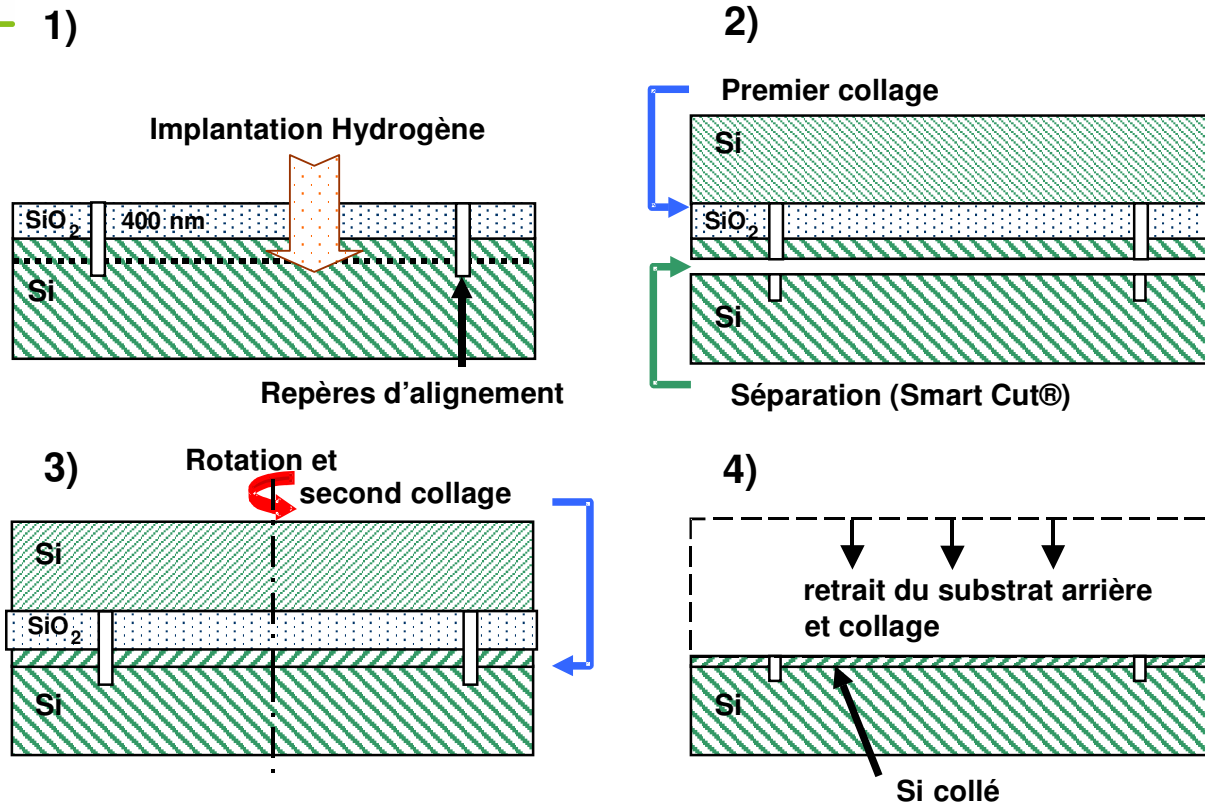 1)
Implantation Hydrogène
SiO2 400 nm
Si
Repères d'alignement
2)
Premier collage
Si
SiO2
Si
Séparation (Smart Cut®)
3)
Rotation et
second collage
Si
SiO2
Si
4)
retrait du substrat arrière
et collage
Si
Si collé